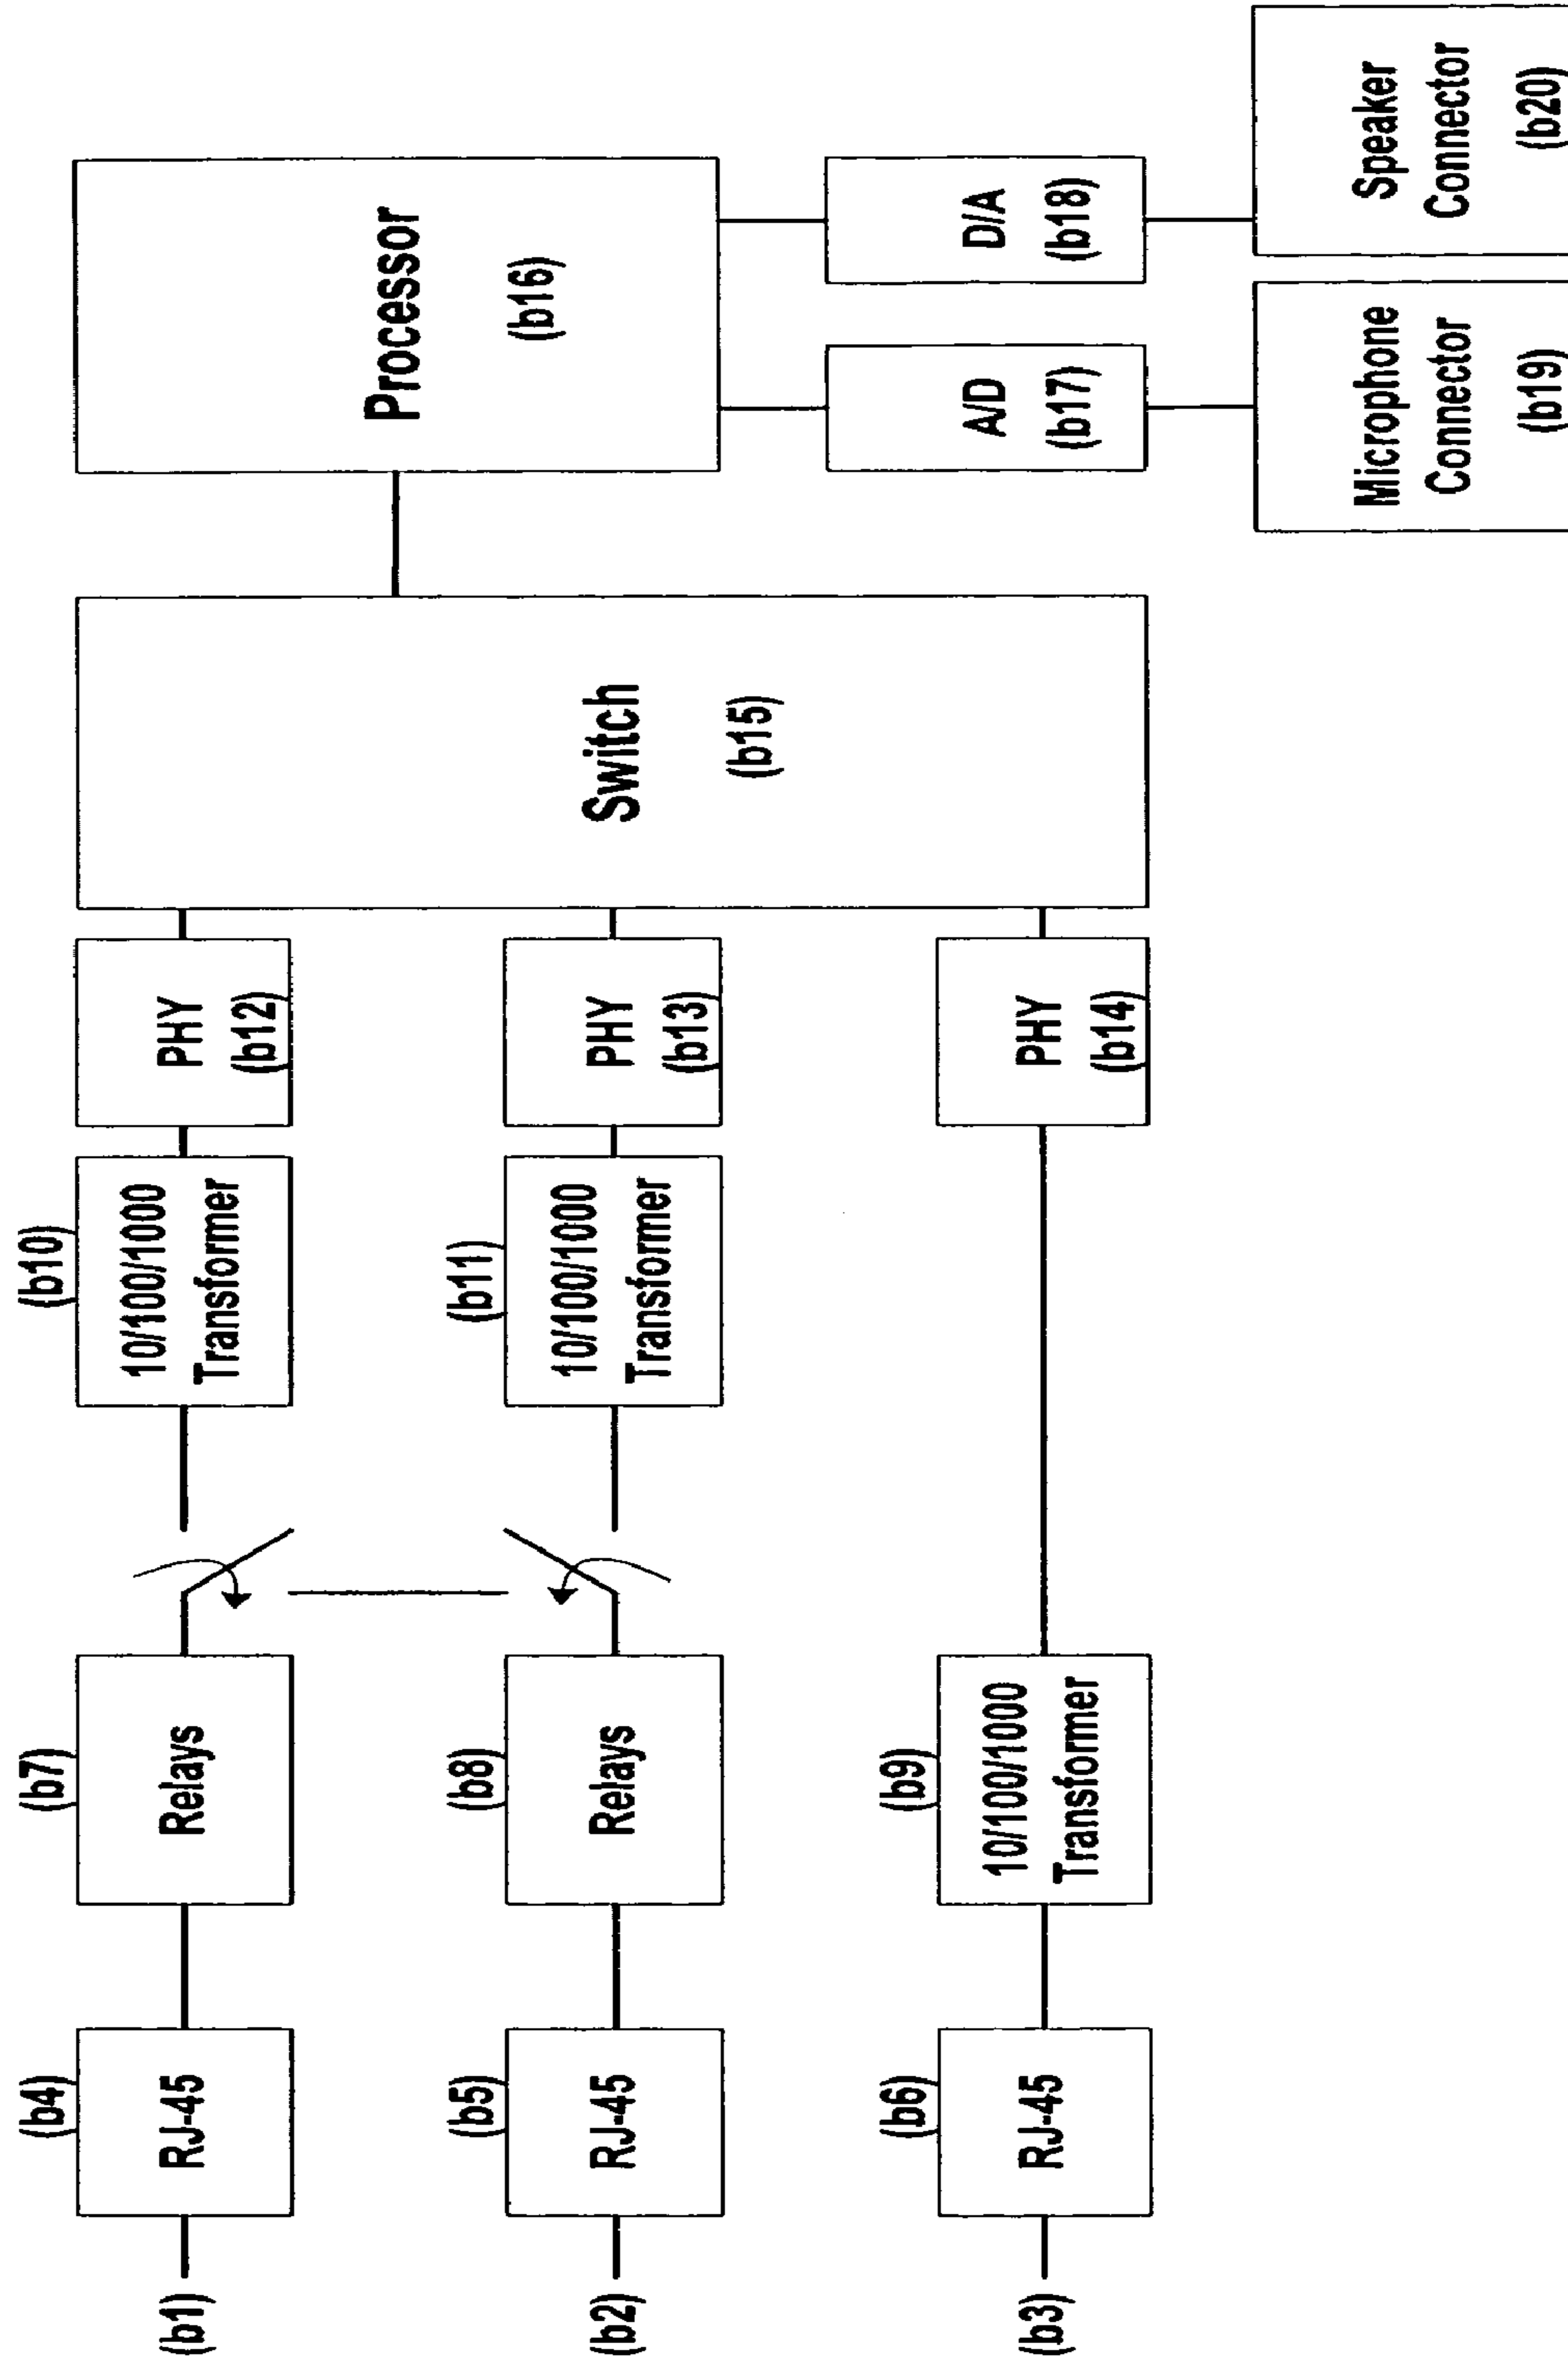 (b1)
(b4)
RJ-45
(b7)
Relays
(b10)
10/100/1000
Transformer
PHY
(b12)
(b2)
(b5)
RJ-45
(b8)
Relays
(b11)
10/100/1000
Transformer
PHY
(b13)
(b3)
(b6)
RJ-45
(b9)
10/100/1000
Transformer
PHY
(b14)
Switch
(b15)
Processor
(b16)
A/D
(b17)
D/A
(b18)
Microphone
Connector
(b19)
Speaker
Connector
(b20)